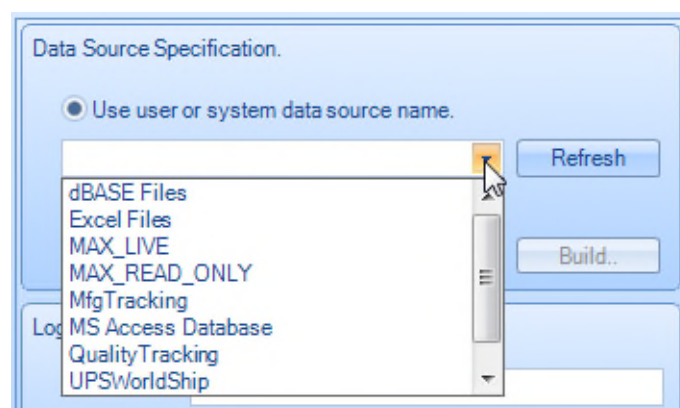 Data Source Specification.
Use user or system data source name.
Refresh
dBASE Files
Excel Files
MAX_LIVE
MAX_READ_ONLY
Build..
MfgTracking
MS Access Database
QualityTracking
UPSWorldShip